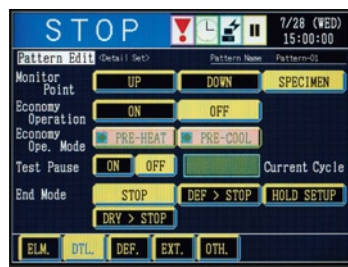 STOP
7/28 (WED)
15:00:00
Pattern Edit <Detail Set> Pattern Name Pattern-01
Monitor Point UP DOWN SPECIMEN
Economy Operation ON OFF
Economy Ope. Mode PRE-HEAT PRE-COOL
Test Pause ON OFF Current Cycle
End Mode STOP DEF > STOP HOLD SETUP
DRY > STOP
ELM. DTL. DEF. EXT. OTH.